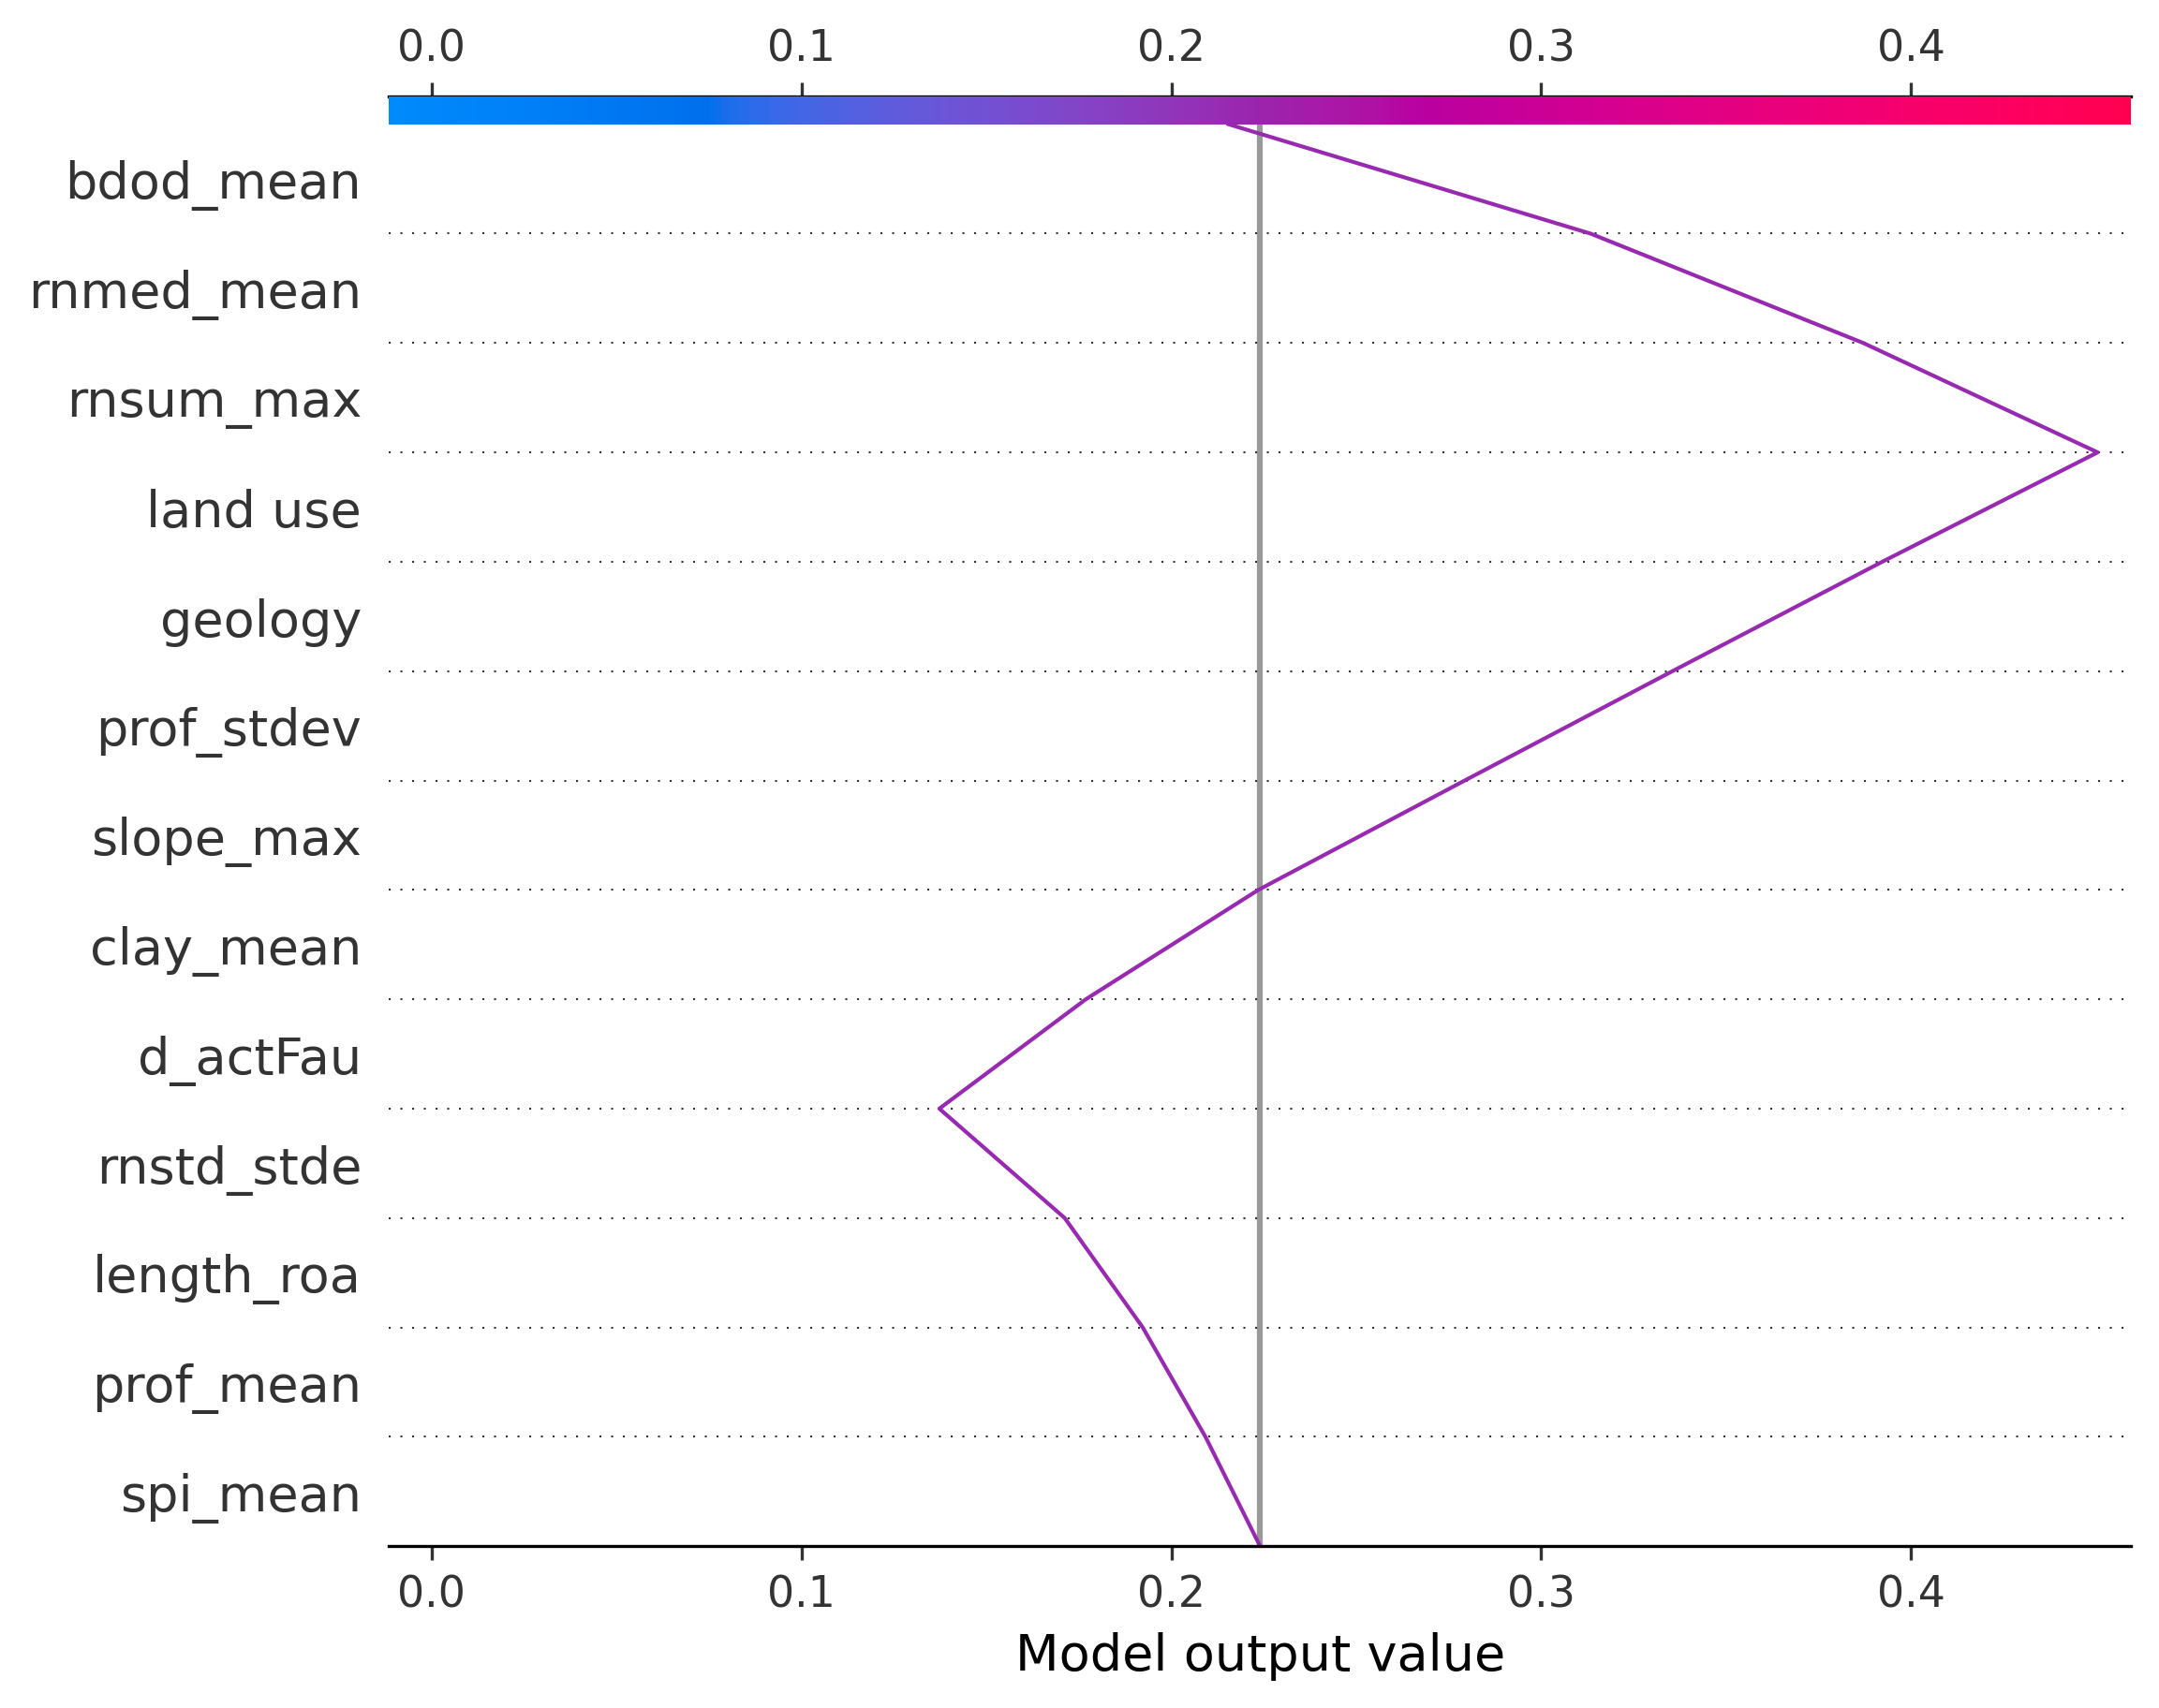 0.0 0.1 0.2 0.3 0.4
bdod_mean
rnmed_mean
rnsum_max
land use
geology
prof_stdev
slope_max
clay_mean
d_actFau
rnstd_stde
length_roa
prof_mean
spi_mean
0.0 0.1 0.2 0.3 0.4
Model output value